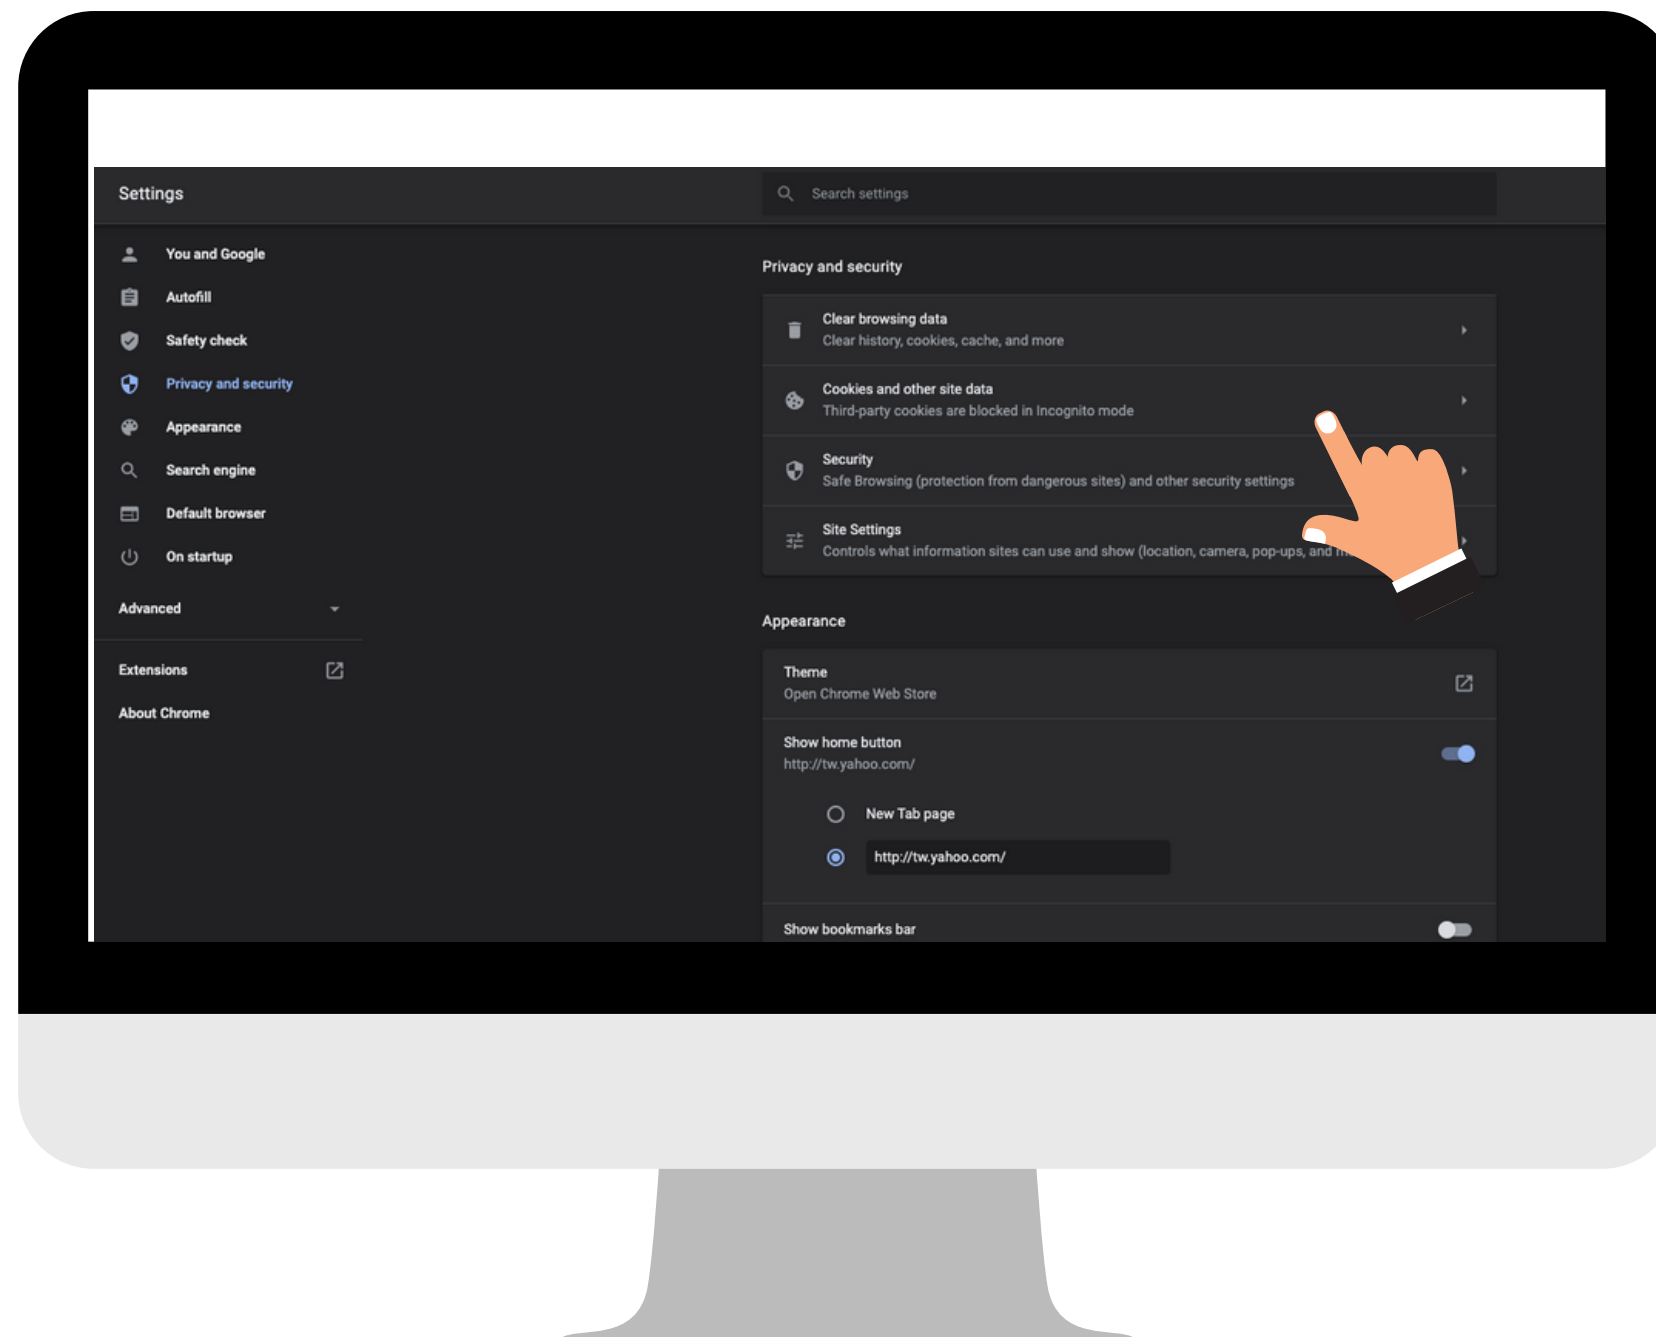 Settings
Search settings
You and Google
Autofill
Safety check
Privacy and security
Appearance
Search engine
Default browser
On startup
Advanced
Extensions
About Chrome
Privacy and security
Clear browsing data
Clear history, cookies, cache, and more
Cookies and other site data
Third-party cookies are blocked in Incognito mode
Security
Safe Browsing (protection from dangerous sites) and other security settings
Site Settings
Controls what information sites can use and show (location, camera, pop-ups, and
Appearance
Theme
Open Chrome Web Store
Show home button
http://tw.yahoo.com/
New Tab page
http://tw.yahoo.com/
Show bookmarks bar